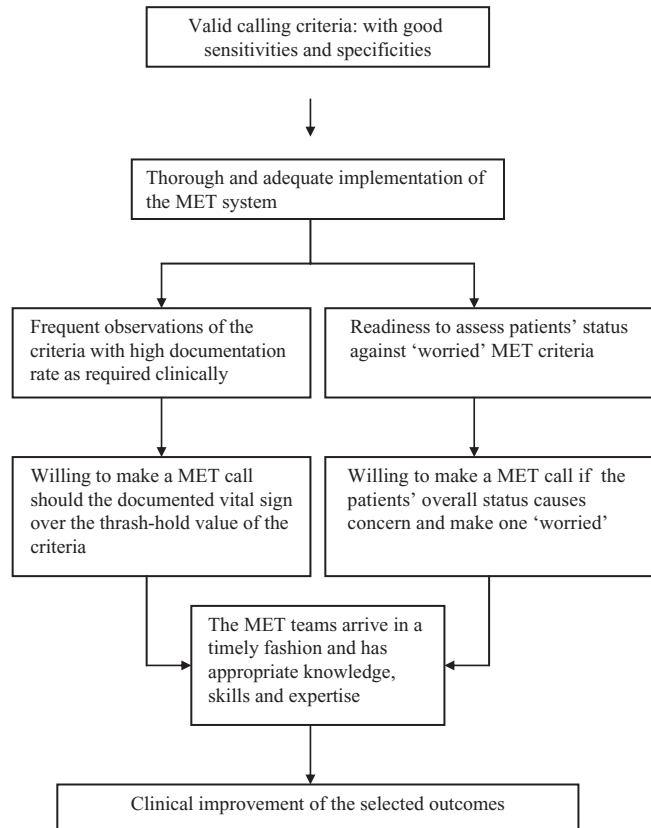 Valid calling criteria: with good
sensitivities and specificities
Thorough and adequate implementation of
the MET system
Frequent observations of the
criteria with high documentation
rate as required clinically
Readiness to assess patients’ status
against ‘worried’ MET criteria
Willing to make a MET call
should the documented vital sign
over the thrash-hold value of the
criteria
Willing to make a MET call if the
patients’ overall status causes
concern and make one ‘worried’
The MET teams arrive in a
timely fashion and has
appropriate knowledge,
skills and expertise
Clinical improvement of the selected outcomes